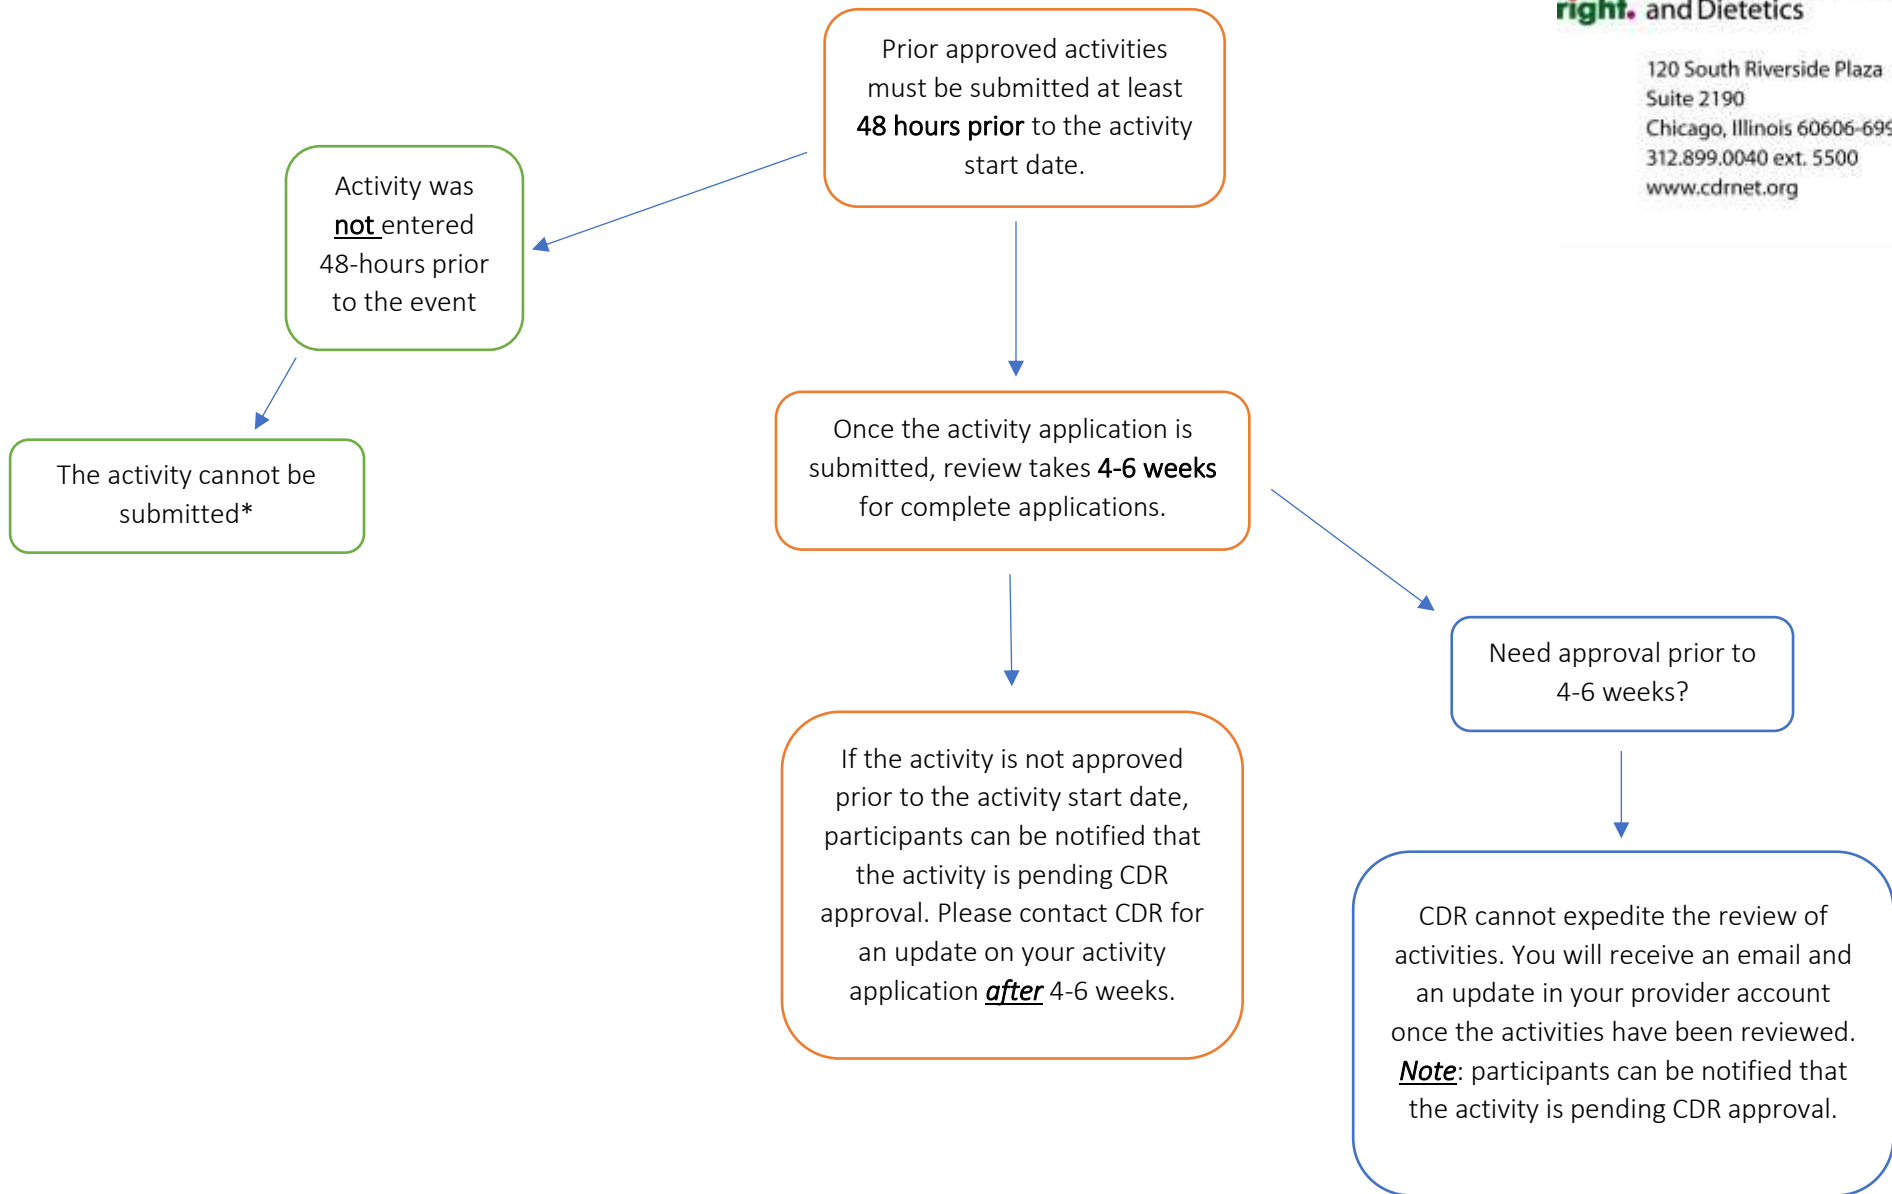 right. and Dietetics
120 South Riverside Plaza
Suite 2190
Chicago, Illinois 60606-699
312.899.0040 ext. 5500
www.cdrnet.org
Prior approved activities
must be submitted at least
48 hours prior to the activity
start date.
Activity was
not entered
48-hours prior
to the event
The activity cannot be
submitted*
Once the activity application is
submitted, review takes 4-6 weeks
for complete applications.
If the activity is not approved
prior to the activity start date,
participants can be notified that
the activity is pending CDR
approval. Please contact CDR for
an update on your activity
application after 4-6 weeks.
Need approval prior to
4-6 weeks?
CDR cannot expedite the review of
activities. You will receive an email and
an update in your provider account
once the activities have been reviewed.
Note: participants can be notified that
the activity is pending CDR approval.